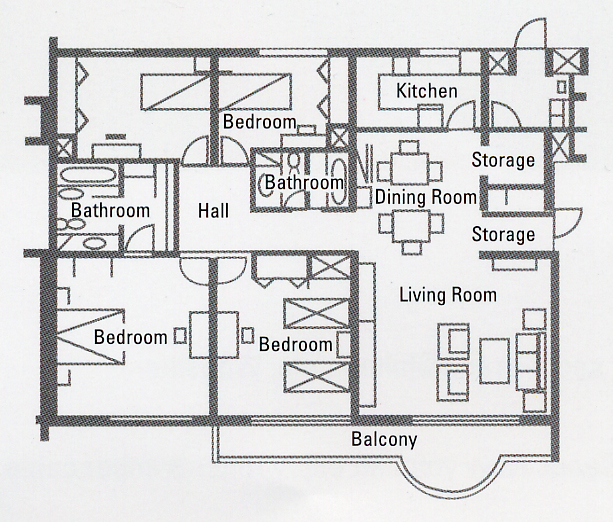 Kitchen
Bedroom
Storage
Bathroom
Dining Room
Bathroom
Hall
Storage
Living Room
Bedroom
Bedroom
Balcony